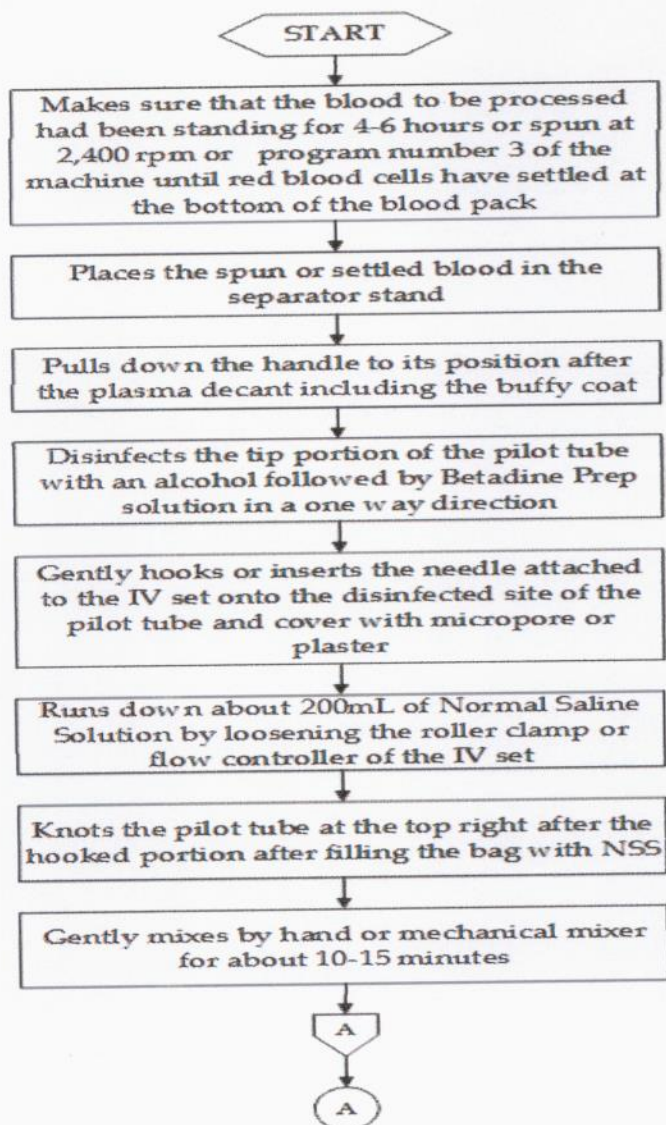 START
Makes sure that the blood to be processed
had been standing for 4-6 hours or spun at
2,400 rpm or program number 3 of the
machine until red blood cells have settled at
the bottom of the blood pack
Places the spun or settled blood in the
separator stand
Pulls down the handle to its position after
the plasma decant including the buffy coat
Disinfects the tip portion of the pilot tube
with an alcohol followed by Betadine Prep
solution in a one way direction
Gently hooks or inserts the needle attached
to the IV set onto the disinfected site of the
pilot tube and cover with micropore or
plaster
Runs down about 200mL of Normal Saline
Solution by loosening the roller clamp or
flow controller of the IV set
Knots the pilot tube at the top right after the
hooked portion after filling the bag with NSS
Gently mixes by hand or mechanical mixer
for about 10-15 minutes
A
A